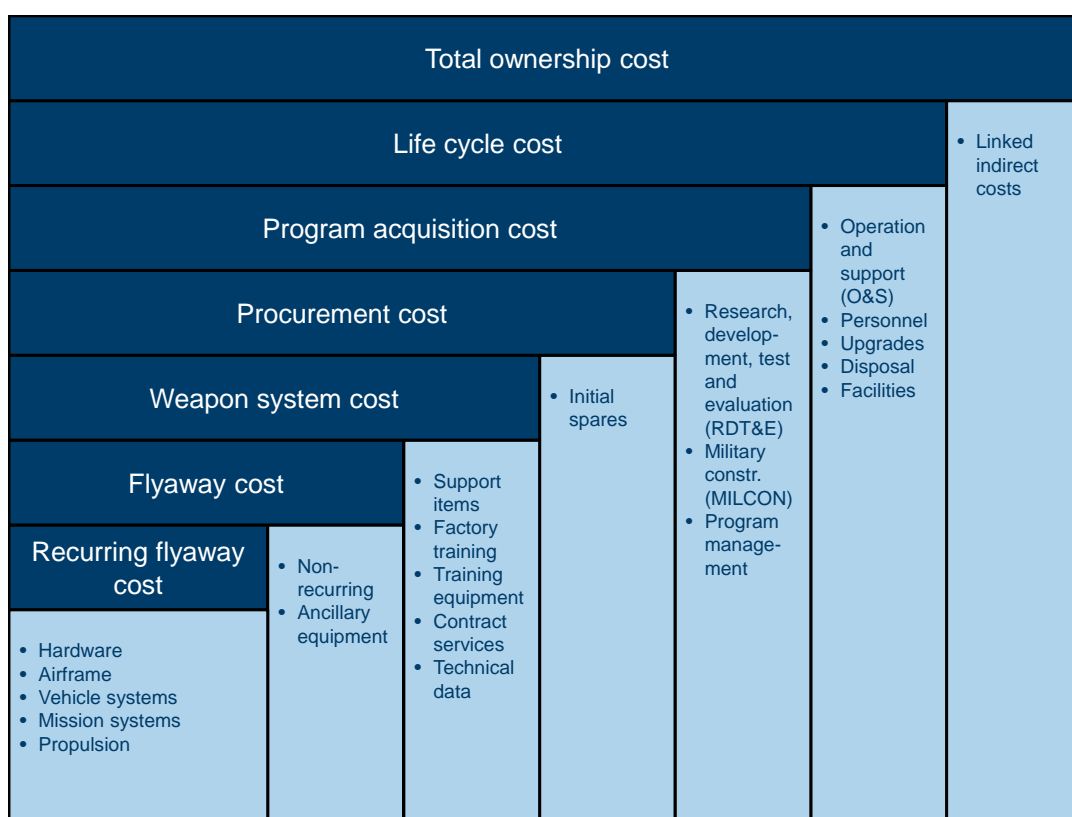 Total ownership cost
Life cycle cost
• Linked
indirect
costs
Program acquisition cost
• Operation
and
support
(O&S)
• Personnel
• Upgrades
• Disposal
• Facilities
Procurement cost
• Research,
develop-
ment, test
and
evaluation
(RDT&E)
• Military
constr.
(MILCON)
• Program
manage-
ment
Weapon system cost
• Initial
spares
Flyaway cost
• Support
items
• Factory
training
• Training
equipment
• Contract
services
• Technical
data
Recurring flyaway
cost
• Non-
recurring
• Ancillary
equipment
• Hardware
• Airframe
• Vehicle systems
• Mission systems
• Propulsion